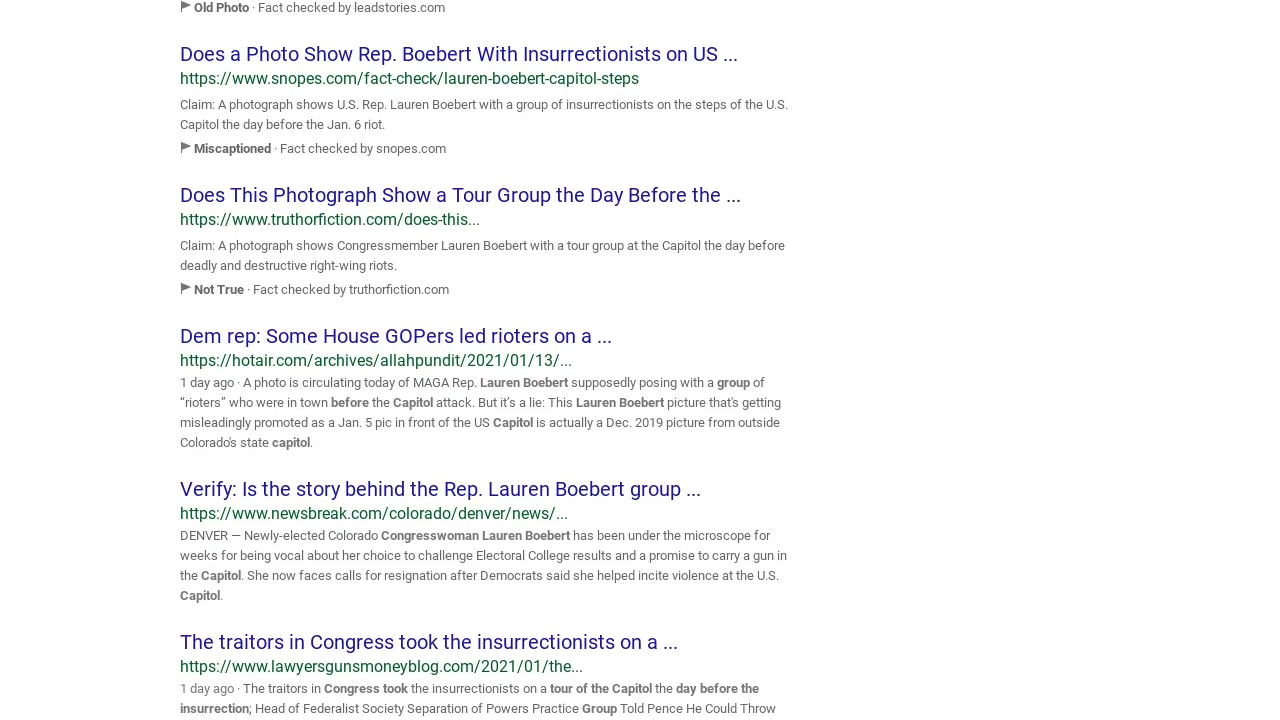 Old Photo · Fact checked by leadstories.com
Does a Photo Show Rep. Boebert With Insurrectionists on US ...
https://www.snopes.com/fact-check/lauren-boebert-capitol-steps
Claim: A photograph shows U.S. Rep. Lauren Boebert with a group of insurrectionists on the steps of the U.S.
Capitol the day before the Jan. 6 riot.
Miscaptioned · Fact checked by snopes.com
Does This Photograph Show a Tour Group the Day Before the ...
https://www.truthorfiction.com/does-this...
Claim: A photograph shows Congressmember Lauren Boebert with a tour group at the Capitol the day before
deadly and destructive right-wing riots.
Not True · Fact checked by truthorfiction.com
Dem rep: Some House GOPers led rioters on a ...
https://hotair.com/archives/allahpundit/2021/01/13/...
1 day ago · A photo is circulating today of MAGA Rep. Lauren Boebert supposedly posing with a group of
“rioters” who were in town before the Capitol attack. But it’s a lie: This Lauren Boebert picture that's getting
misleadingly promoted as a Jan. 5 pic in front of the US Capitol is actually a Dec. 2019 picture from outside
Colorado's state capitol.
Verify: Is the story behind the Rep. Lauren Boebert group ...
https://www.newsbreak.com/colorado/denver/news/...
DENVER — Newly-elected Colorado Congresswoman Lauren Boebert has been under the microscope for
weeks for being vocal about her choice to challenge Electoral College results and a promise to carry a gun in
the Capitol. She now faces calls for resignation after Democrats said she helped incite violence at the U.S.
Capitol.
The traitors in Congress took the insurrectionists on a ...
https://www.lawyersgunsmoneyblog.com/2021/01/the...
1 day ago · The traitors in Congress took the insurrectionists on a tour of the Capitol the day before the
insurrection; Head of Federalist Society Separation of Powers Practice Group Told Pence He Could Throw